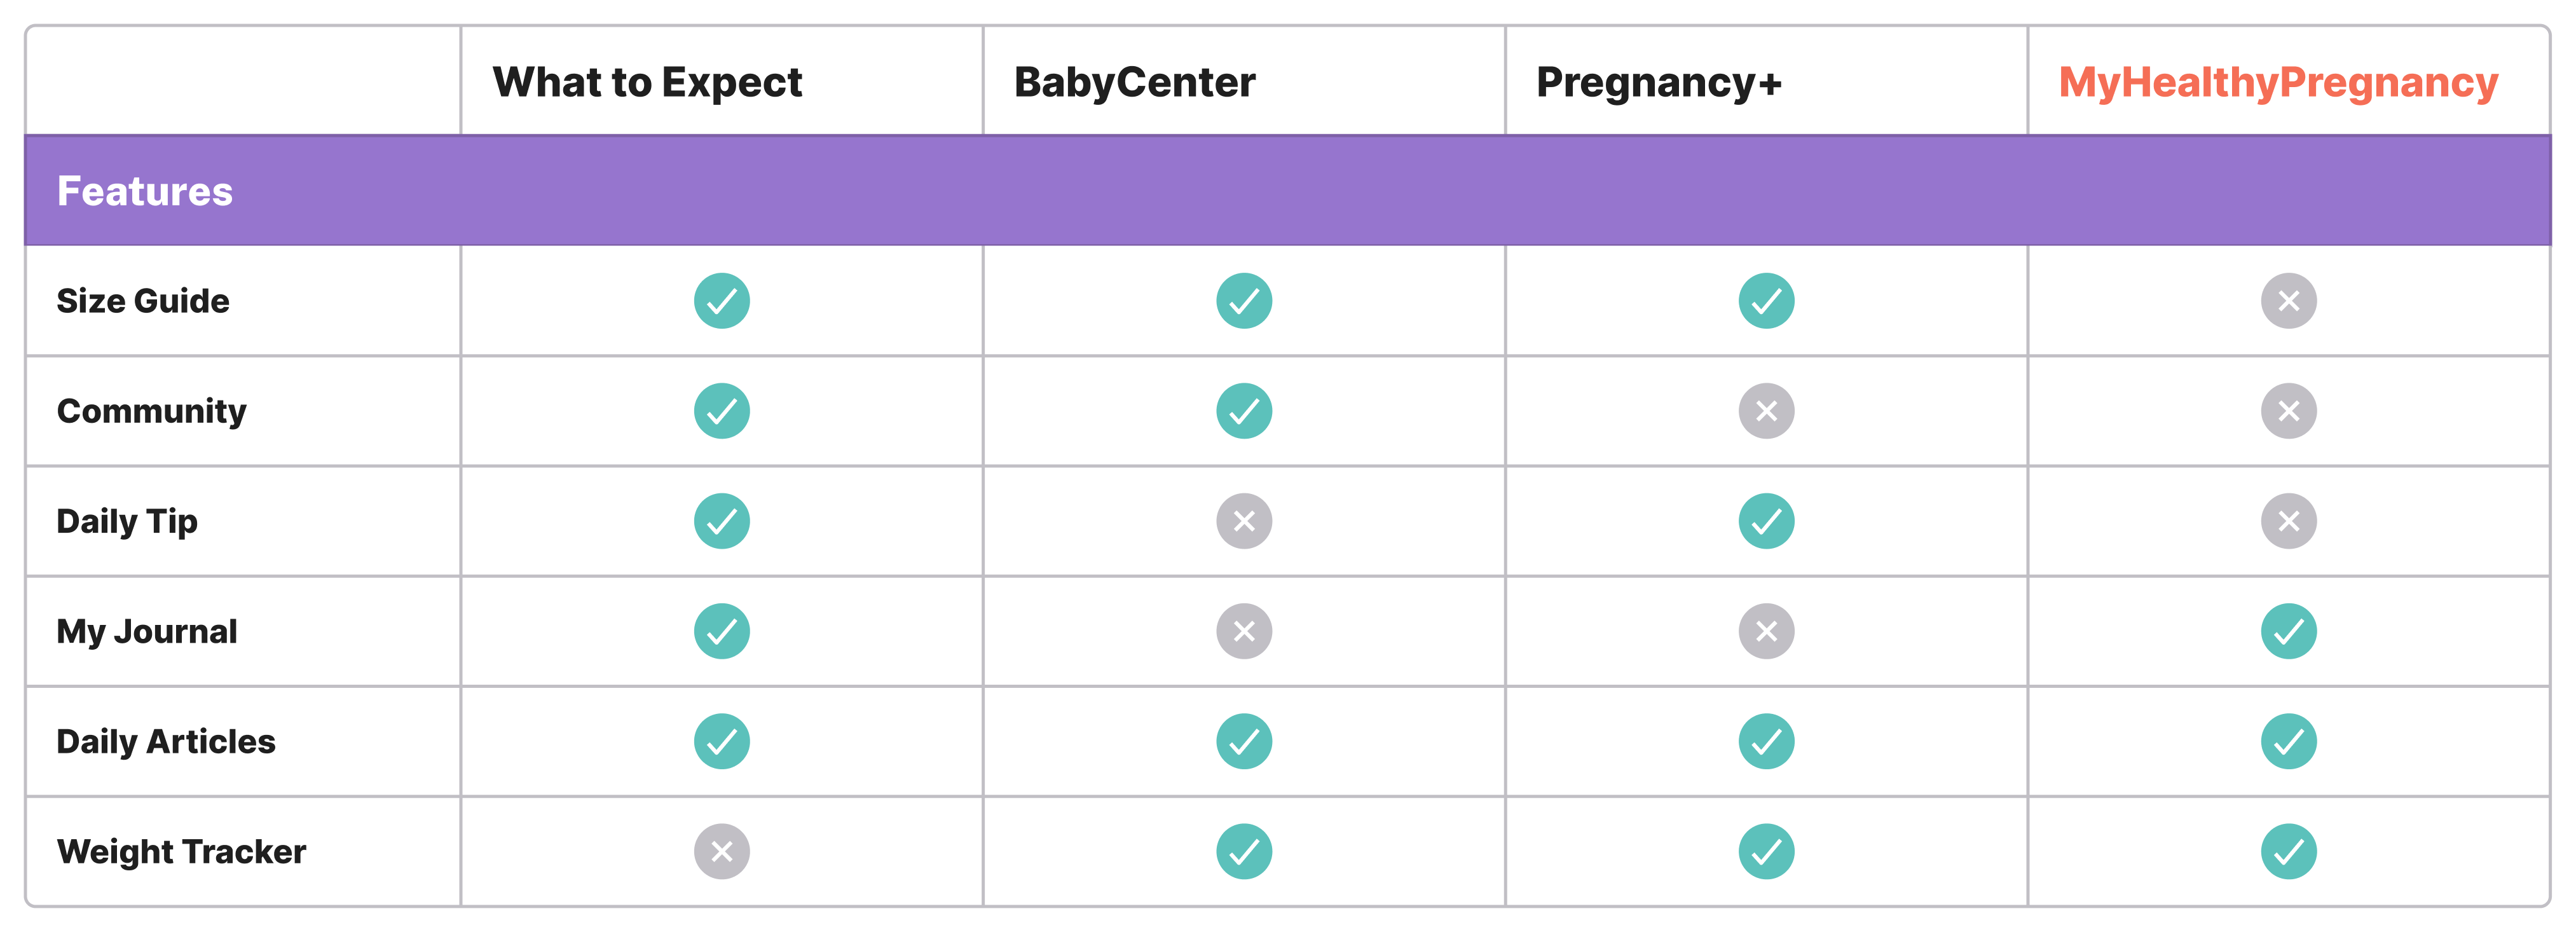 What to Expect BabyCenter Pregnancy+ MyHealthyPregnancy
Features
Size Guide
Community
Daily Tip
My Journal
Daily Articles
Weight Tracker